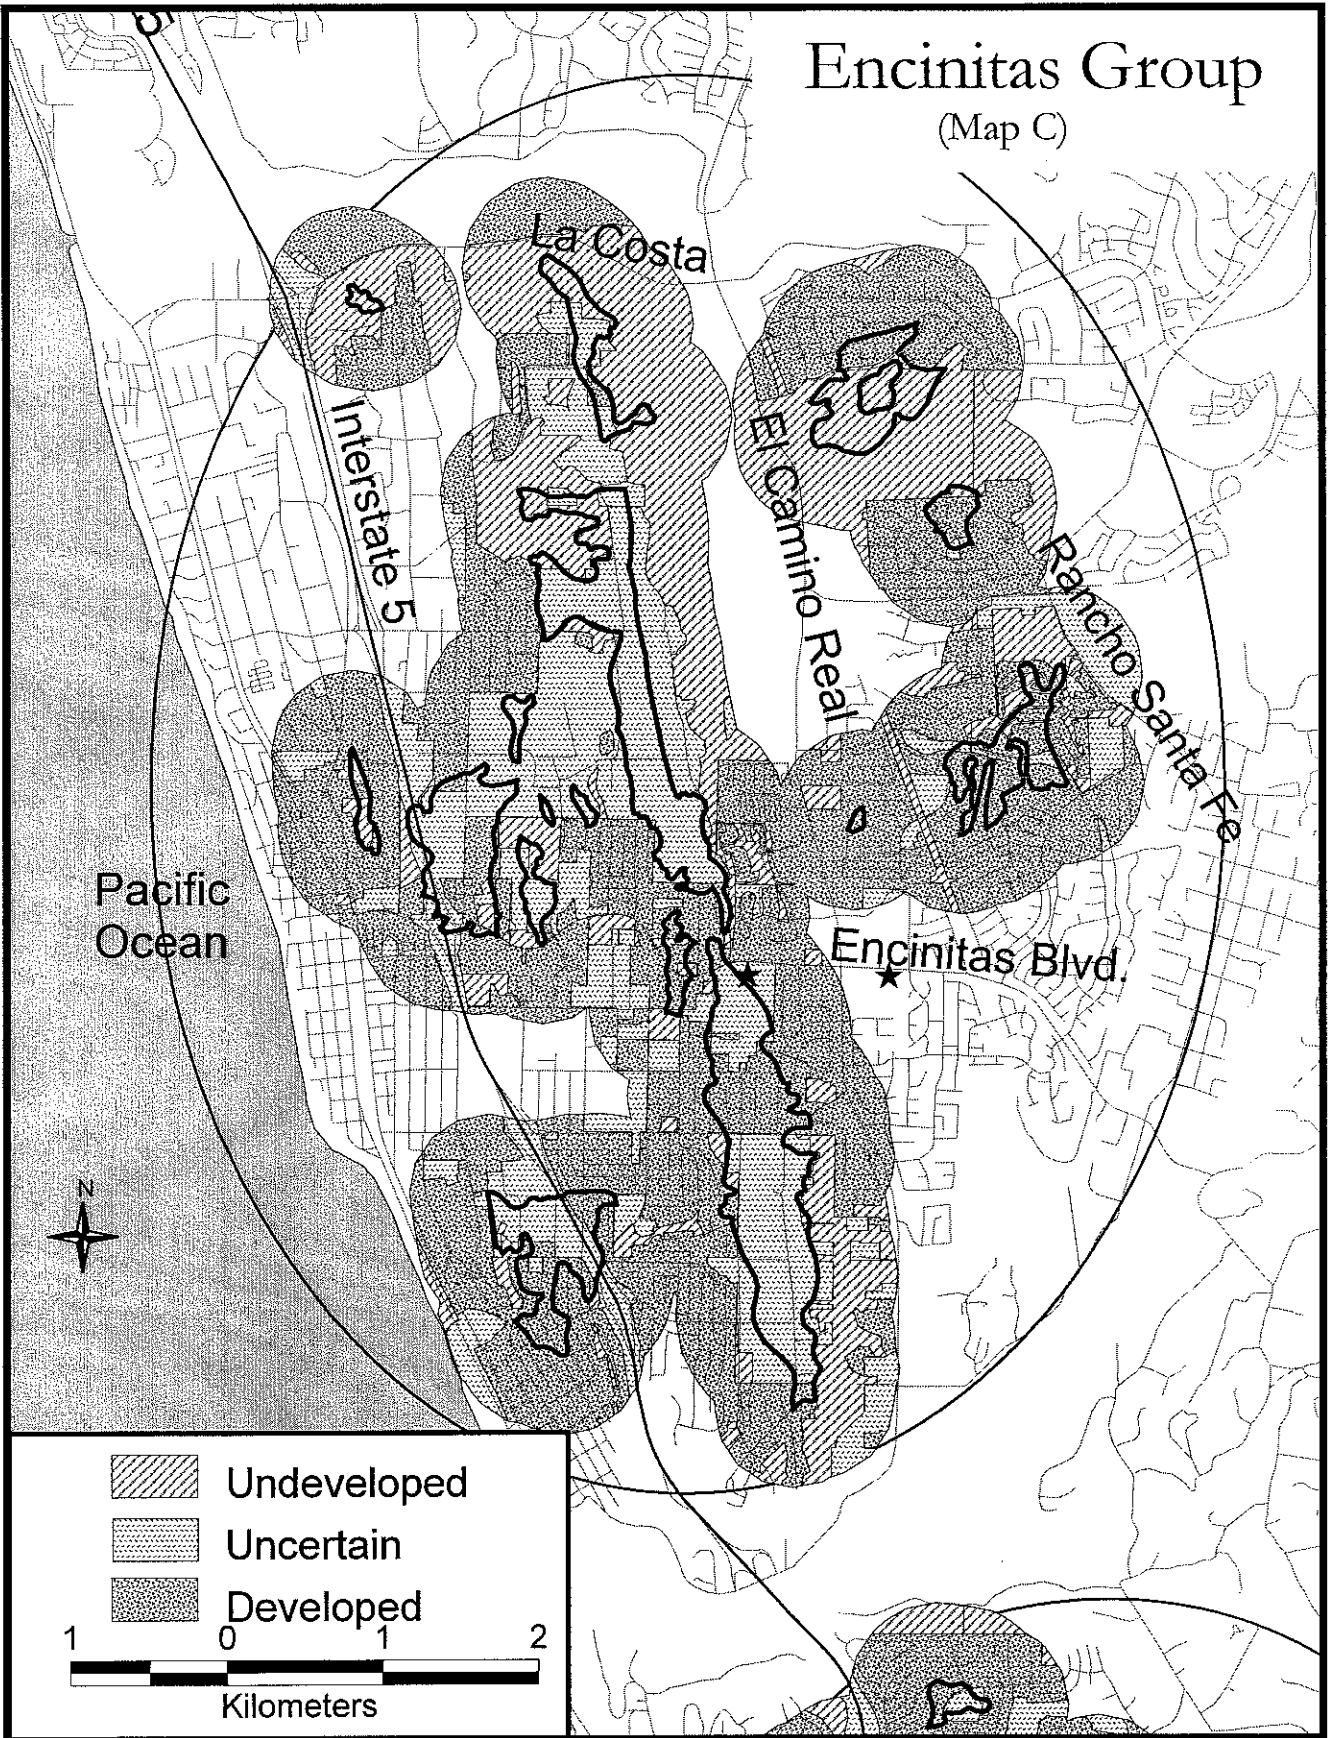 5
Encinitas Group
(Map C)
La Costa
Interstate 5
El Camino Real
Rancho Santa Fe
Pacific
Ocean
Encinitas Blvd.
N
Undeveloped
Uncertain
Developed
1 0 1 2
Kilometers